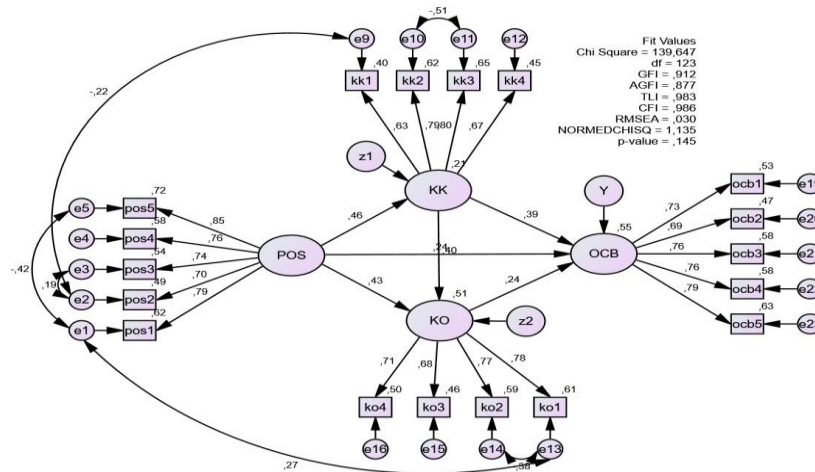 -,51
e9
e10
e11
e12
,40
,62
,65
,45
kk1
kk2
kk3
kk4
-,22
,63
,79
,80
,67
Fit Values
Chi Square = 139,647
df = 123
GFI = ,912
AGFI = ,877
TLI = ,983
CFI = ,986
RMSEA = ,030
NORMEDCHISQ = 1,135
p-value = ,145
z1
,21
KK
Y
,72
e5
pos5
,85
,58
e4
pos4
,76
,54
e3
pos3
,74
,49
e2
pos2
,70
,62
e1
pos1
,79
-,42
,19
POS
,46
,39
,40
,43
,24
,55
OCB
,51
KO
z2
,53
,73
ocb1
,47
,69
ocb2
,58
,76
ocb3
,58
,76
ocb4
,63
,79
ocb5
,71
,68
,77
,78
,50
,46
,59
,61
ko4
ko3
ko2
ko1
e16
e15
e14
e13
,38
,27